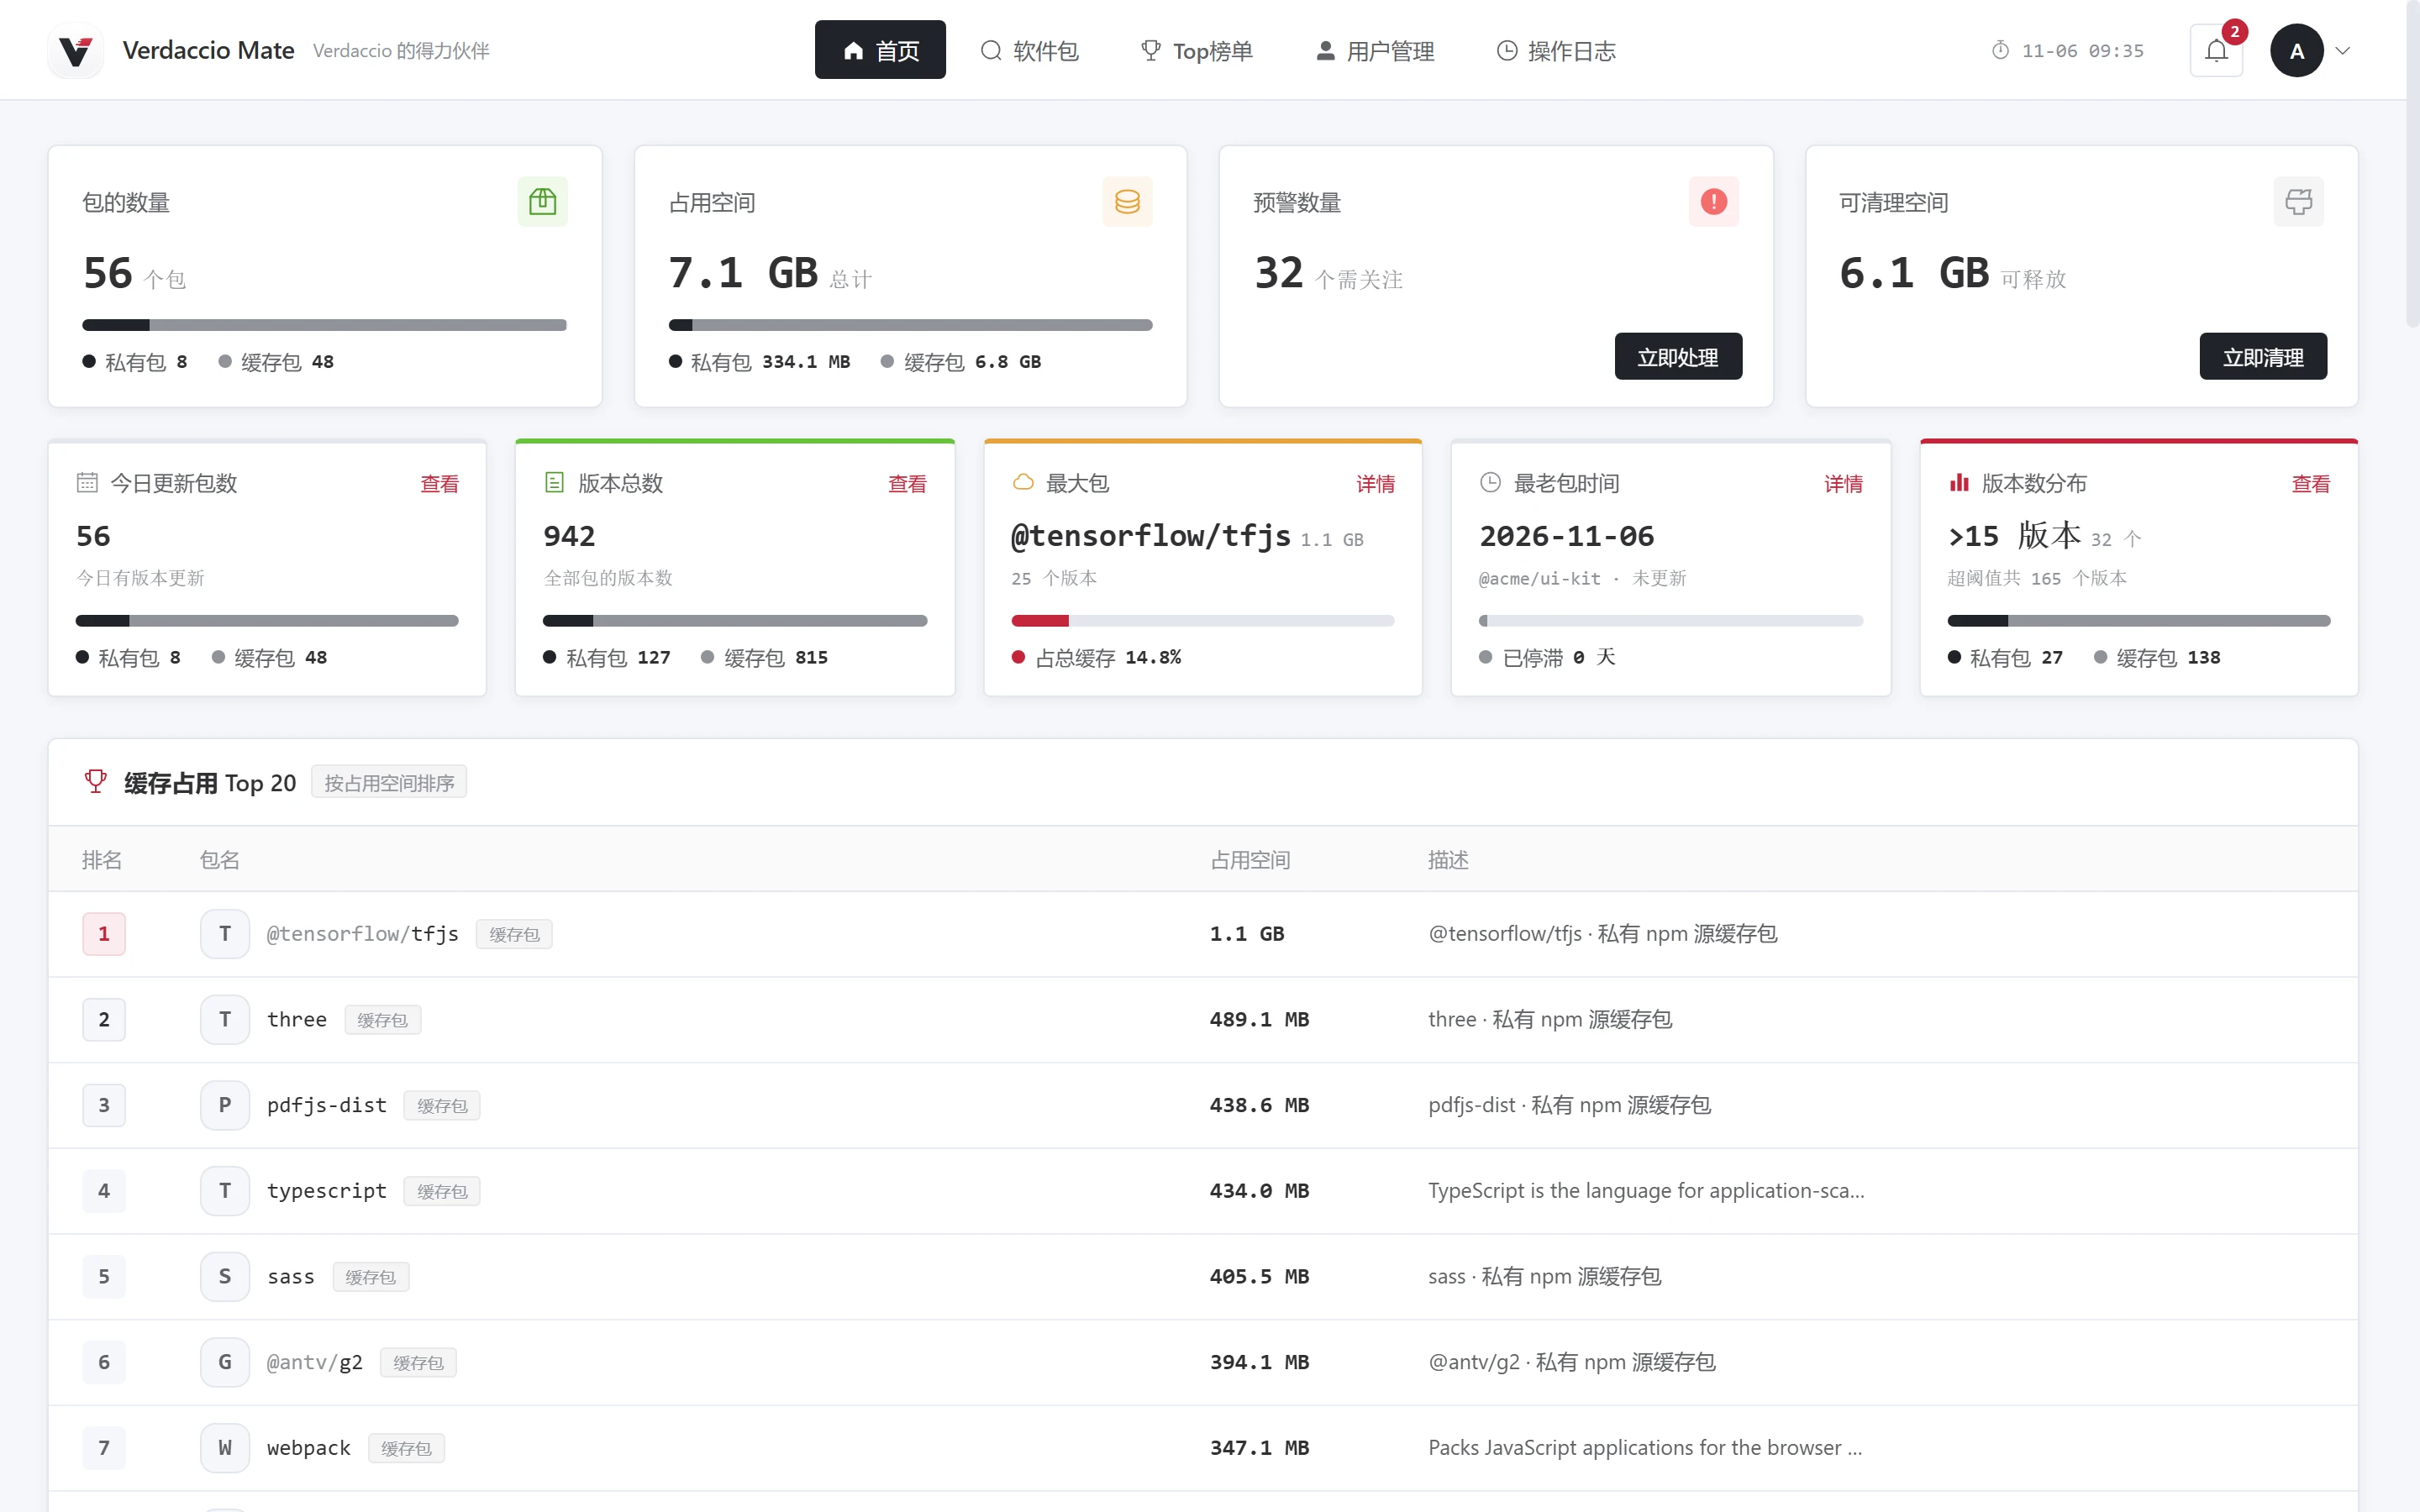 Verdaccio Mate Verdaccio 的得力伙伴 首页 软件包 Top榜单 用户管理 操作日志 11-06 09:35 2 A
包的数量 占用空间 预警数量 可清理空间
56 个包 7.1 GB 总计 32 个需关注 6.1 GB 可释放
私有包 8 缓存包 48 私有包 334.1 MB 缓存包 6.8 GB 立即处理 立即清理
今日更新包数 查看 版本总数 查看 最大包 详情 最老包时间 详情 版本数分布 查看
56 942 @tensorflow/tfjs 1.1 GB 2026-11-06 >15 版本 32 个
今日有版本更新 全部包的版本数 25 个版本 @acme/ui-kit · 未更新 超阈值共 165 个版本
私有包 8 缓存包 48 私有包 127 缓存包 815 占总缓存 14.8% 已停滞 0 天 私有包 27 缓存包 138
缓存占用 Top 20 按占用空间排序
排名 包名 占用空间 描述
1 T @tensorflow/tfjs 缓存包 1.1 GB @tensorflow/tfjs · 私有 npm 源缓存包
2 T three 缓存包 489.1 MB three · 私有 npm 源缓存包
3 P pdfjs-dist 缓存包 438.6 MB pdfjs-dist · 私有 npm 源缓存包
4 T typescript 缓存包 434.0 MB TypeScript is the language for application-sca...
5 S sass 缓存包 405.5 MB sass · 私有 npm 源缓存包
6 G @antv/g2 缓存包 394.1 MB @antv/g2 · 私有 npm 源缓存包
7 W webpack 缓存包 347.1 MB Packs JavaScript applications for the browser ...